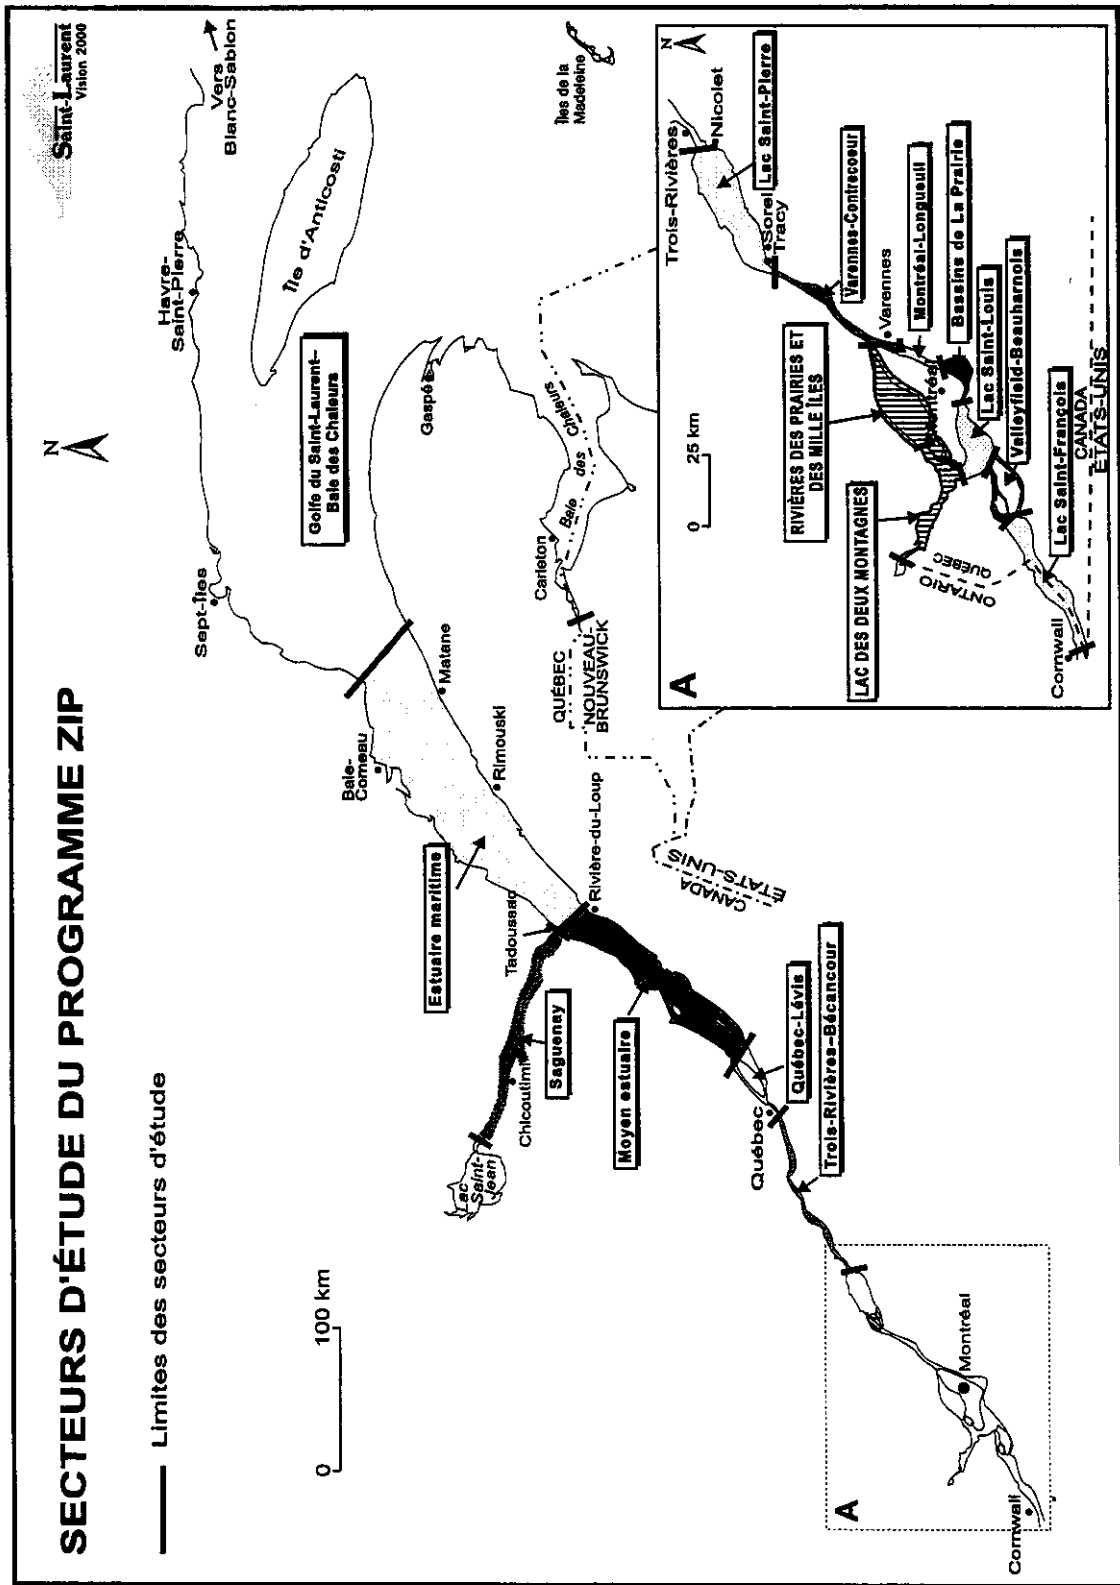 SECTEURS D'ÉTUDE DU PROGRAMME ZIP
Limites des secteurs d'étude
Saint-Laurent
Vision 2000
0 100 km
N
Vers
Blanc-Sablon
Havre-
Saint-Pierre
Sept-Îles
Île d'Anticosti
Golfe du Saint-Laurent–
Baie des Chaleurs
Îles de la
Madeleine
Gaspé
Baie des Chaleurs
Carleton
QUÉBEC
NOUVEAU-
BRUNSWICK
Matane
Baie-
Comeau
Rimouski
Estuaire maritime
Rivière-du-Loup
Tadoussac
CANADA
ÉTATS-UNIS
Saguenay
Chicoutimi
Lac
Saint-
Jean
Moyen estuaire
Québec-Lévis
Québec
Trois-Rivières–Bécancour
A
Montréal
Cornwall
A
N
0 25 km
Trois-Rivières
Nicolet
Lac Saint-Pierre
Sorel
Tracy
Varennes-Contrecoeur
Varennes
Montréal-Longueuil
RIVIÈRES DES PRAIRIES ET
DES MILLE ÎLES
Bassins de La Prairie
Lac Saint-Louis
Valleyfield-Beauharnois
LAC DES DEUX MONTAGNES
Lac Saint-François
ONTARIO
QUÉBEC
Cornwall
CANADA
ÉTATS-UNIS